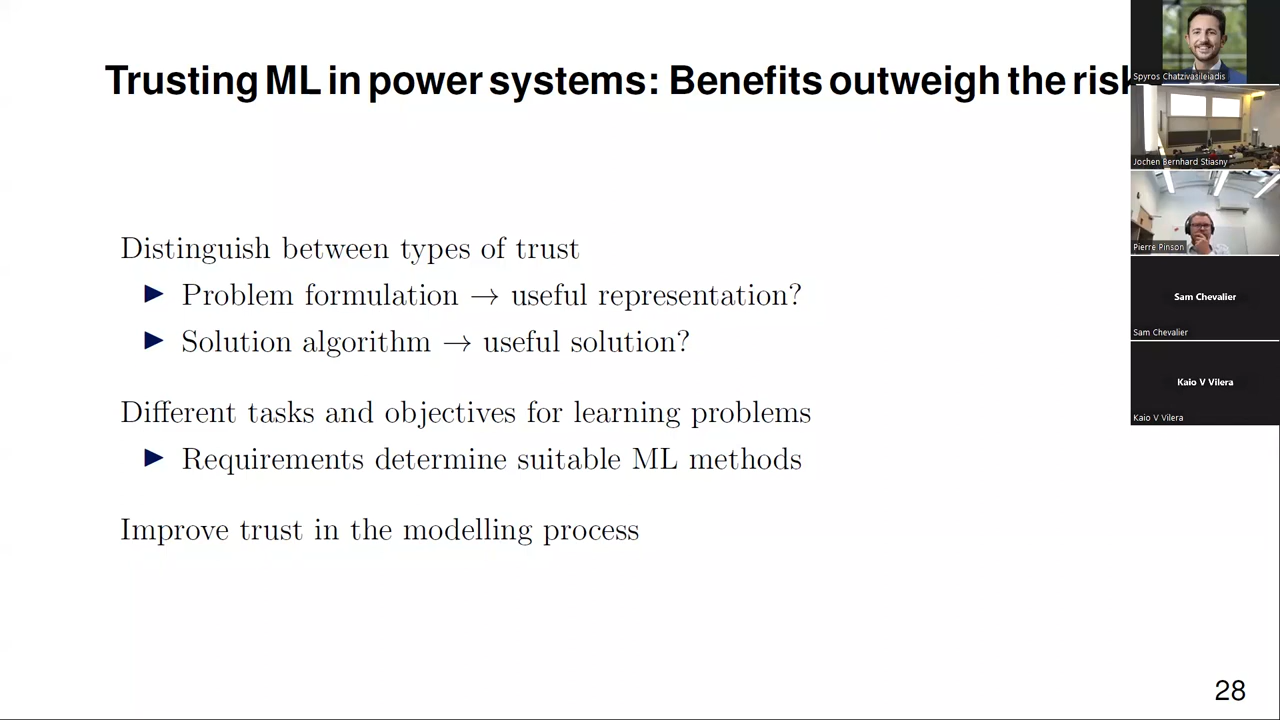 Trusting ML in power systems: Benefits outweigh the risk
Distinguish between types of trust
▶ Problem formulation → useful representation?
▶ Solution algorithm → useful solution?
Different tasks and objectives for learning problems
▶ Requirements determine suitable ML methods
Improve trust in the modelling process
28
Spyros Chatzivasileiadis
Jochen Bernhard Stiasny
Pierre Pinson
Sam Chevalier
Sam Chevalier
Kaio V Vilera
Kaio V Vilera